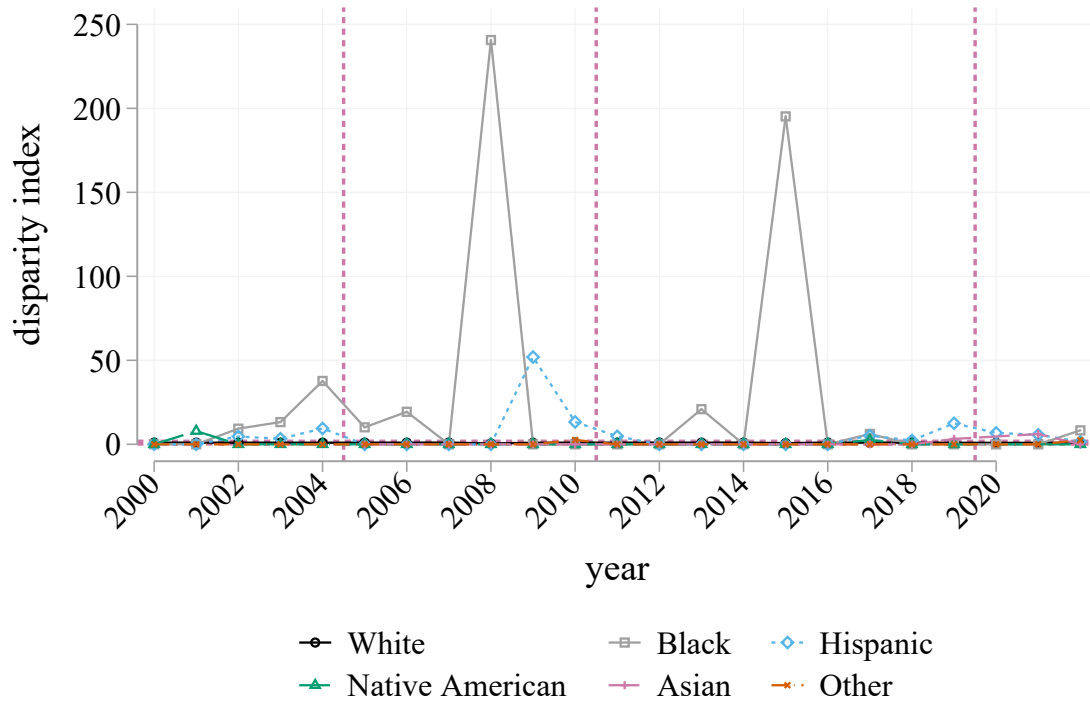 250
200
150
100
50
0
disparity index
2000 2002 2004 2006 2008 2010 2012 2014 2016 2018 2020
year
White Black Hispanic
Native American Asian Other